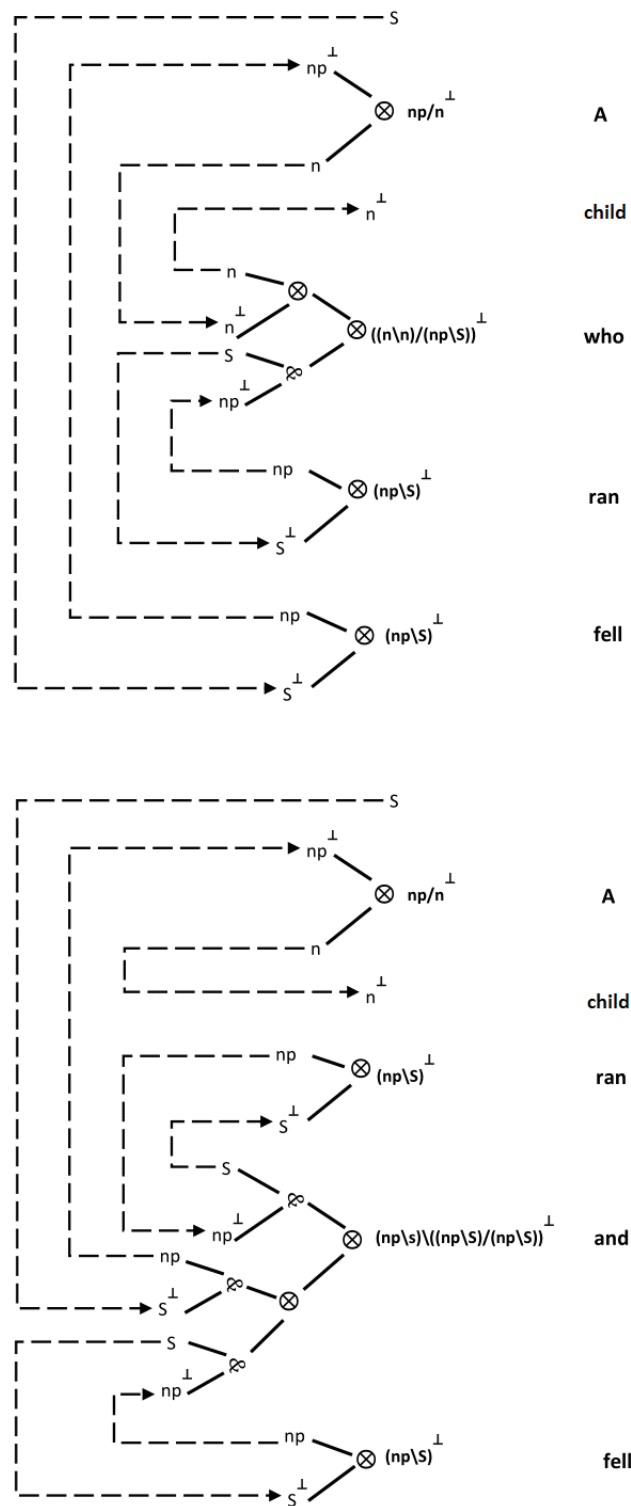 S
np⊥
⊗ np/n⊥ A
n
n⊥ child
n
⊗
n⊥
⊗ ((n\n)/(np\S))⊥ who
S
⅋
np⊥
np
⊗ (np\S)⊥ ran
S⊥
np
⊗ (np\S)⊥ fell
S⊥
S
np⊥
⊗ np/n⊥ A
n
n⊥ child
np
⊗ (np\S)⊥ ran
S⊥
S
⅋
np⊥
⊗ (np\s)\((np\S)/(np\S))⊥ and
np
⅋
⊗
S⊥
S
⅋
np⊥
np
⊗ (np\S)⊥ fell
S⊥